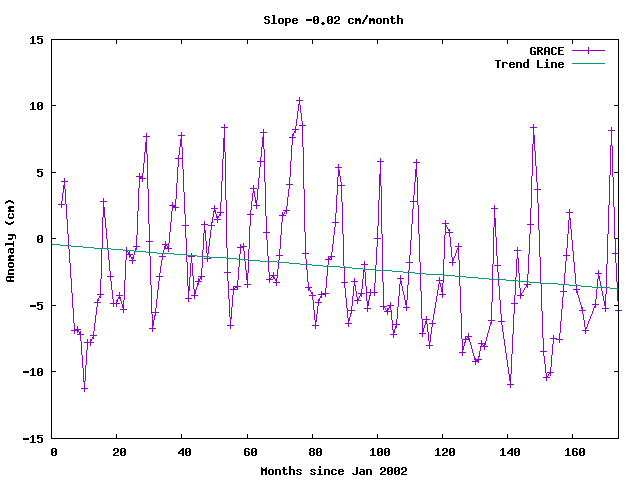 Slope -0.02 cm/month
GRACE
Trend Line
15
10
5
0
-5
-10
-15
Anomaly (cm)
0 20 40 60 80 100 120 140 160
Months since Jan 2002